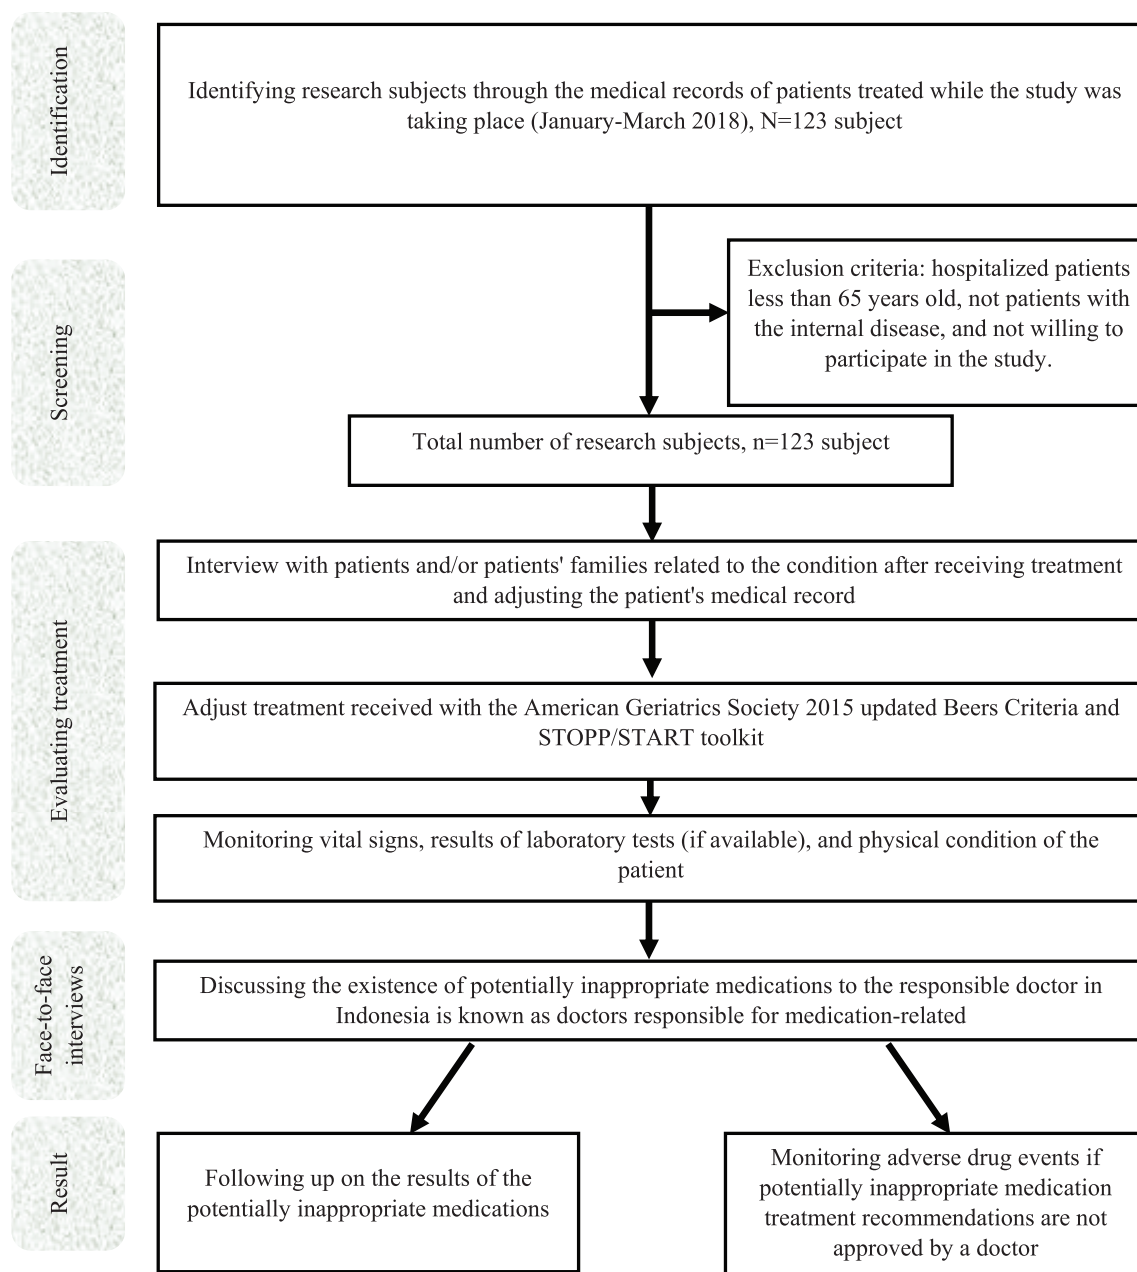 Identification
Identifying research subjects through the medical records of patients treated while the study was
taking place (January-March 2018), N=123 subject
Screening
Exclusion criteria: hospitalized patients
less than 65 years old, not patients with
the internal disease, and not willing to
participate in the study.
Total number of research subjects, n=123 subject
Evaluating treatment
Interview with patients and/or patients' families related to the condition after receiving treatment
and adjusting the patient's medical record
Adjust treatment received with the American Geriatrics Society 2015 updated Beers Criteria and
STOPP/START toolkit
Monitoring vital signs, results of laboratory tests (if available), and physical condition of the
patient
Face-to-face
interviews
Discussing the existence of potentially inappropriate medications to the responsible doctor in
Indonesia is known as doctors responsible for medication-related
Result
Following up on the results of the
potentially inappropriate medications
Monitoring adverse drug events if
potentially inappropriate medication
treatment recommendations are not
approved by a doctor